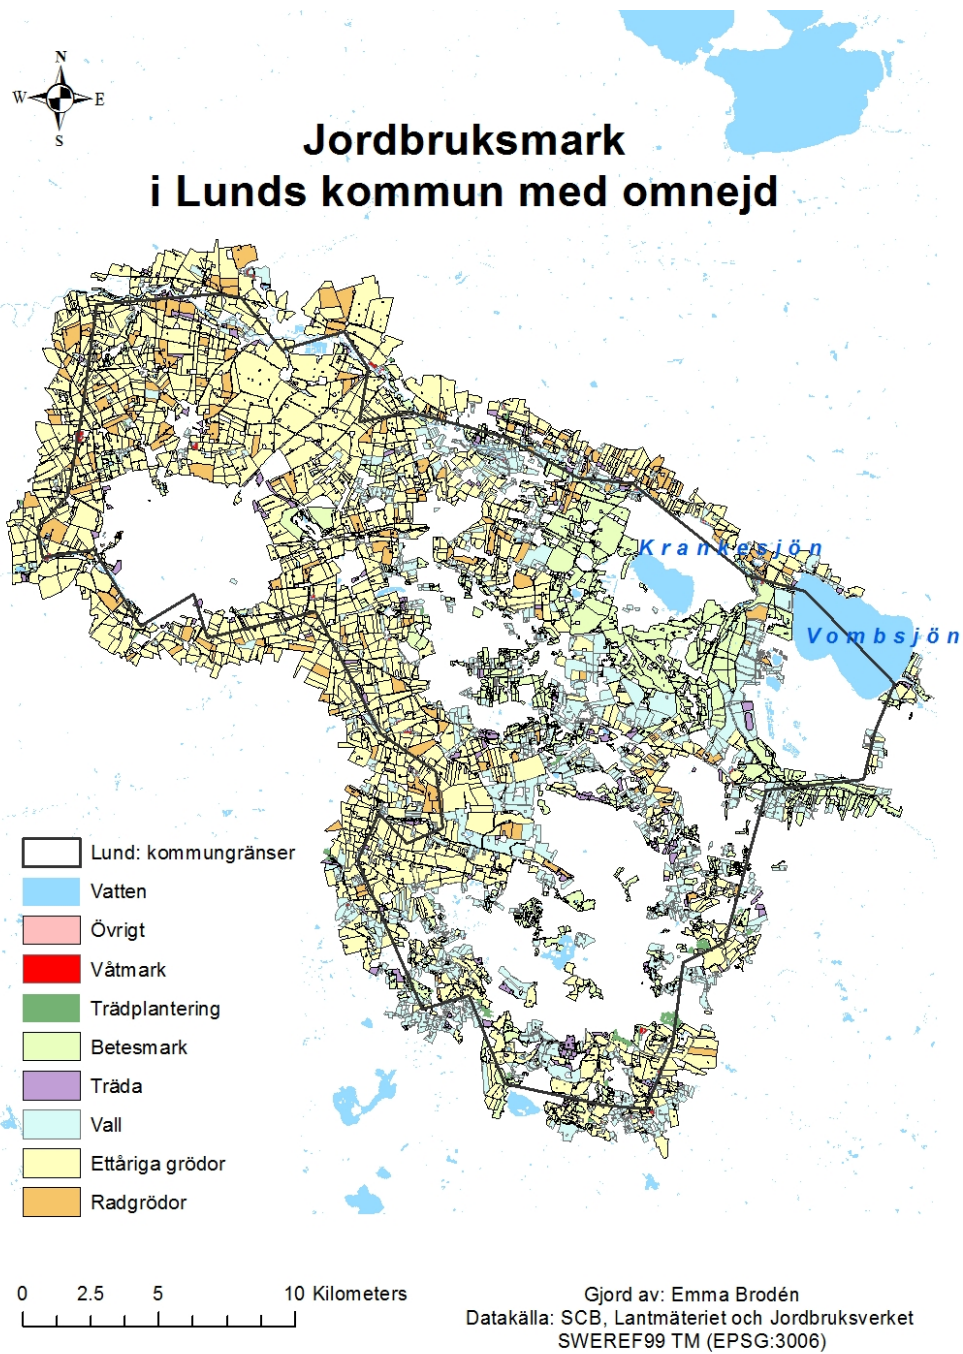 N
W E
S
Jordbruksmark
i Lunds kommun med omnejd
Krankesjön
Vombsjön
Lund: kommungränser
Vatten
Övrigt
Våtmark
Trädplantering
Betesmark
Träda
Vall
Ettåriga grödor
Radgrödor
0 2.5 5 10 Kilometers
Gjord av: Emma Brodén
Datakälla: SCB, Lantmäteriet och Jordbruksverket
SWEREF99 TM (EPSG:3006)